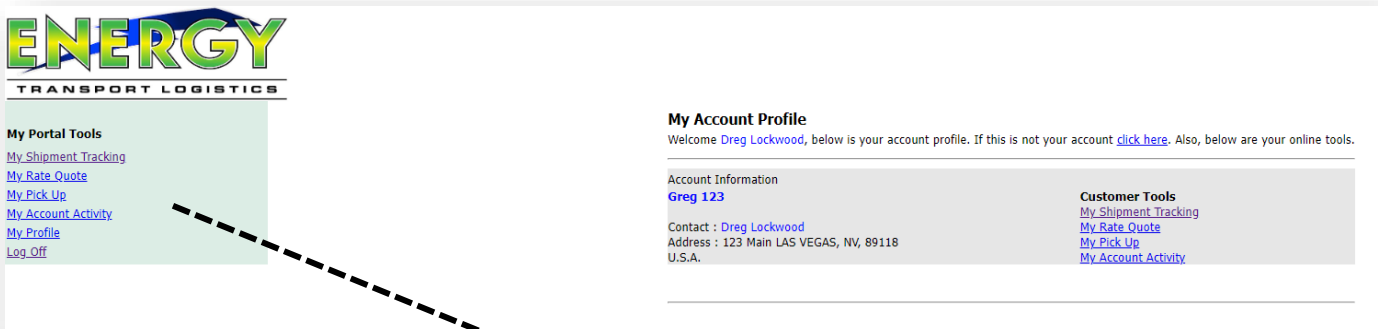 ENERGY
TRANSPORT LOGISTICS
My Portal Tools
My Shipment Tracking
My Rate Quote
My Pick Up
My Account Activity
My Profile
Log Off
My Account Profile
Welcome Dreg Lockwood, below is your account profile. If this is not your account click here. Also, below are your online tools.
Account Information
Greg 123
Contact : Dreg Lockwood
Address : 123 Main LAS VEGAS, NV, 89118
U.S.A.
Customer Tools
My Shipment Tracking
My Rate Quote
My Pick Up
My Account Activity